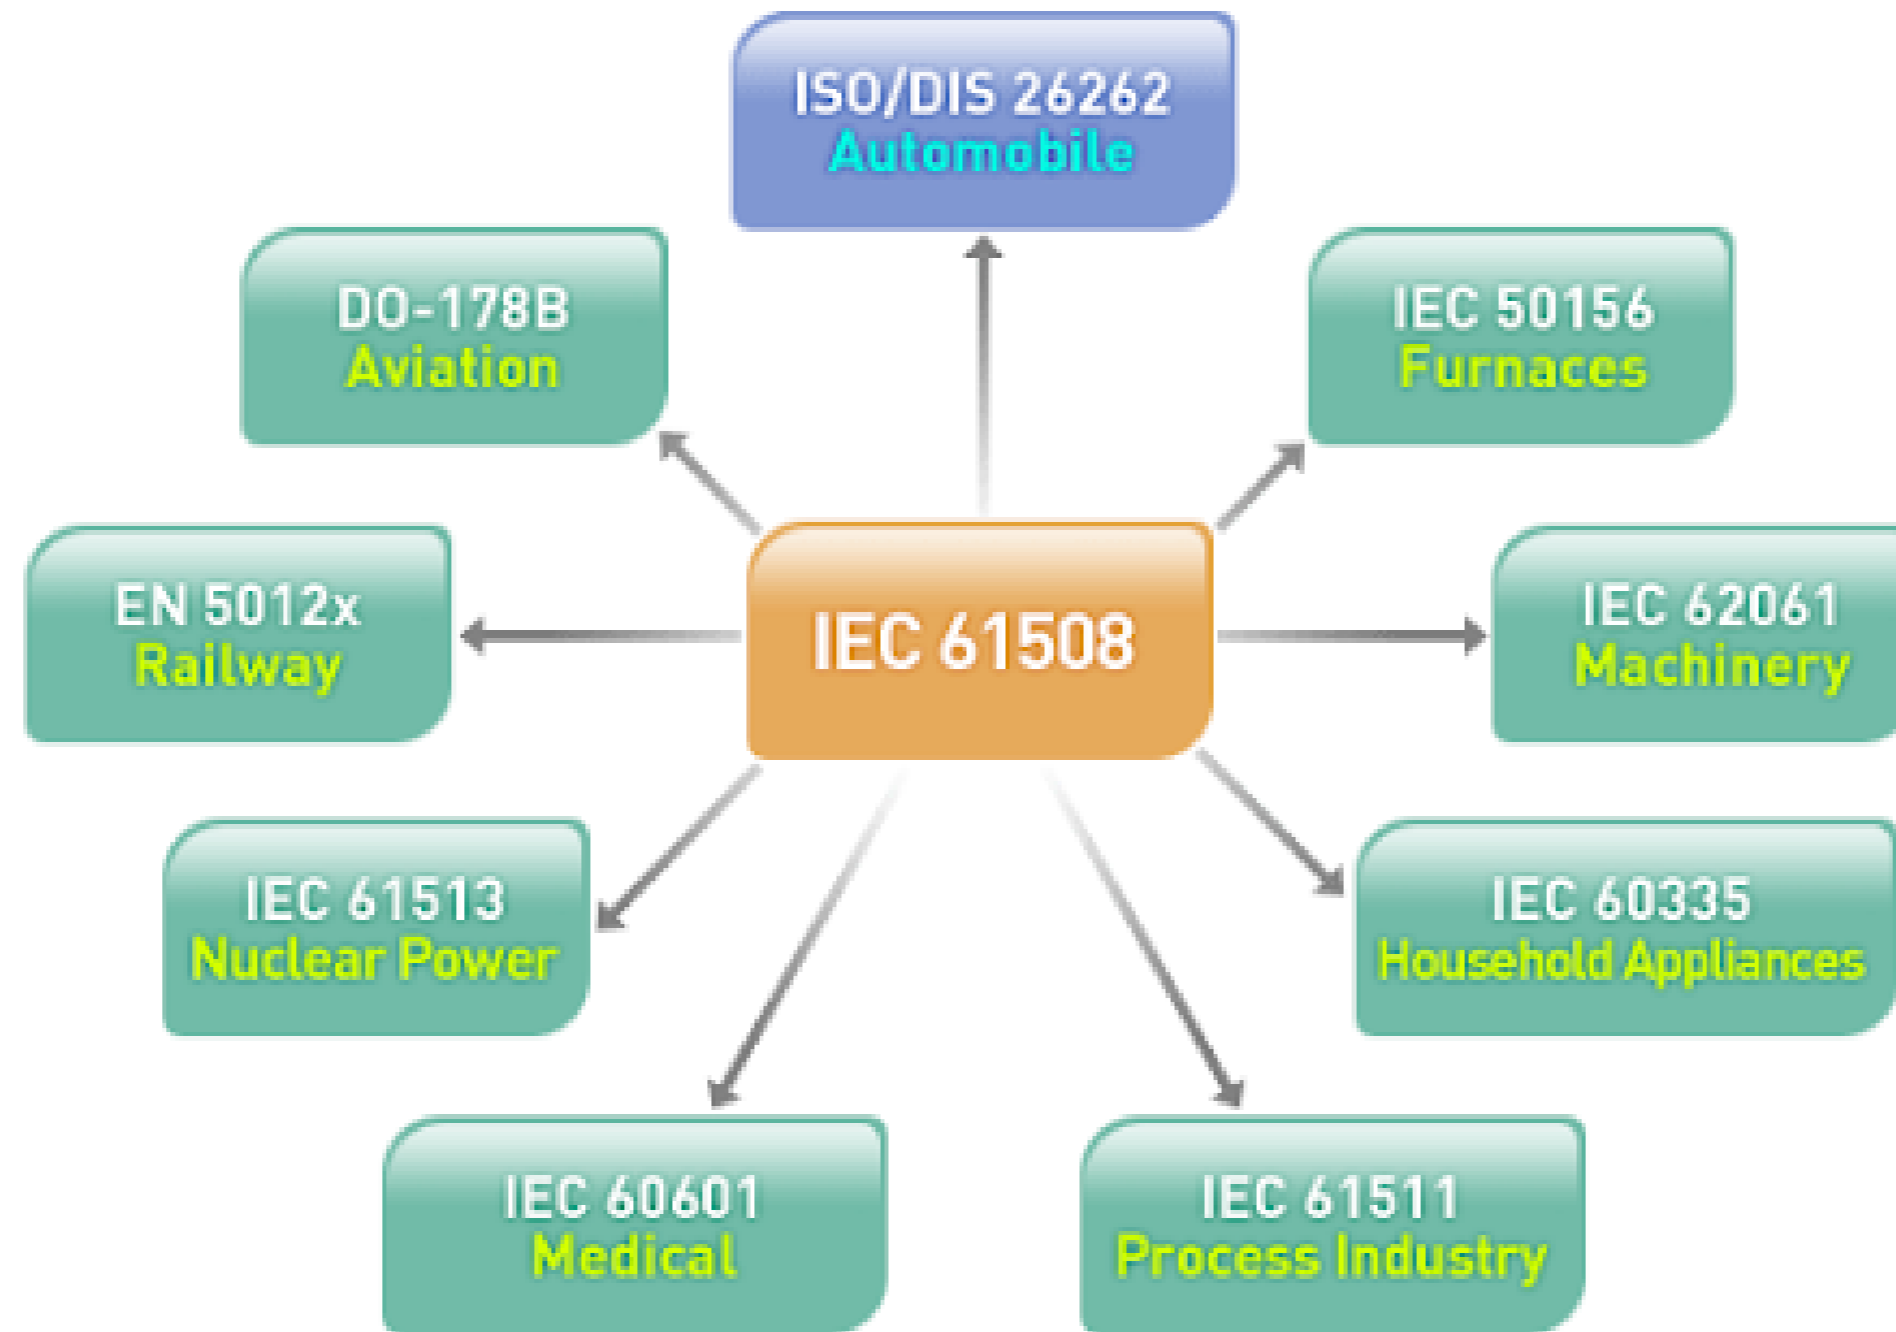 ISO/DIS 26262
Automobile
DO-178B
Aviation
IEC 50156
Furnaces
EN 5012x
Railway
IEC 61508
IEC 62061
Machinery
IEC 61513
Nuclear Power
IEC 60335
Household Appliances
IEC 60601
Medical
IEC 61511
Process Industry